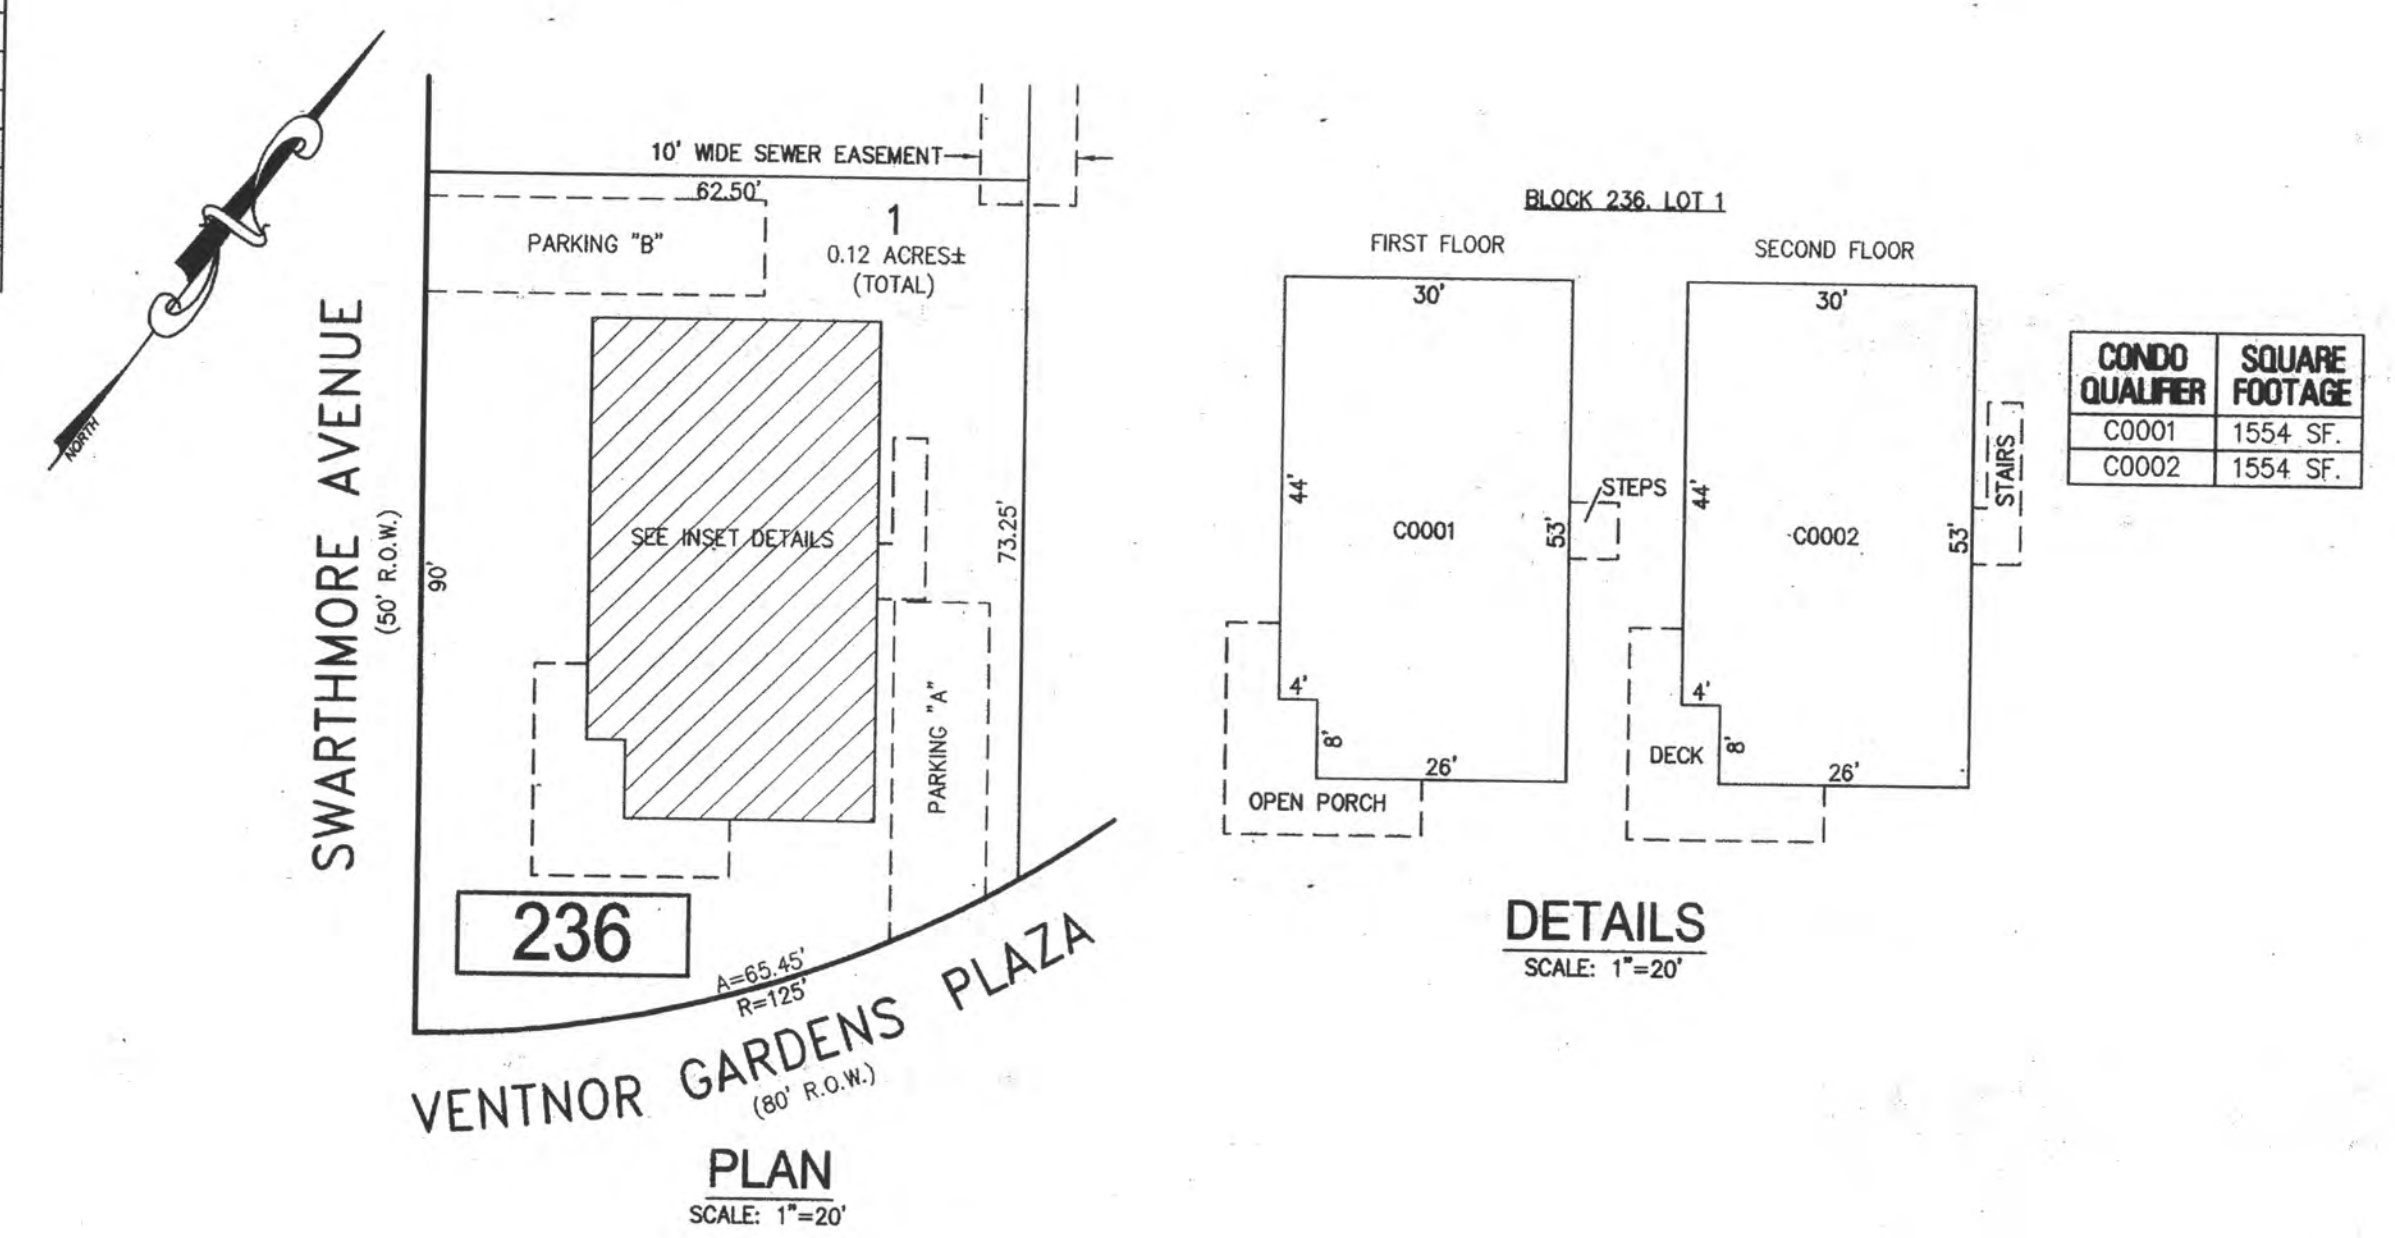 NORTH
SWARTHMORE AVENUE
(50' R.O.W.)
90'
10' WIDE SEWER EASEMENT
62.50'
PARKING "B"
1
0.12 ACRES±
(TOTAL)
SEE INSET DETAILS
73.25'
PARKING "A"
236
A=65.45'
R=125'
VENTNOR GARDENS PLAZA
(80' R.O.W.)
PLAN
SCALE: 1"=20'
BLOCK 236, LOT 1
FIRST FLOOR
30'
44'
C0001
53'
STEPS
4'
8'
26'
OPEN PORCH
SECOND FLOOR
30'
44'
C0002
53'
STAIRS
4'
8'
DECK
26'
DETAILS
SCALE: 1"=20'
CONDO QUALIFIER SQUARE FOOTAGE
C0001 1554 SF.
C0002 1554 SF.